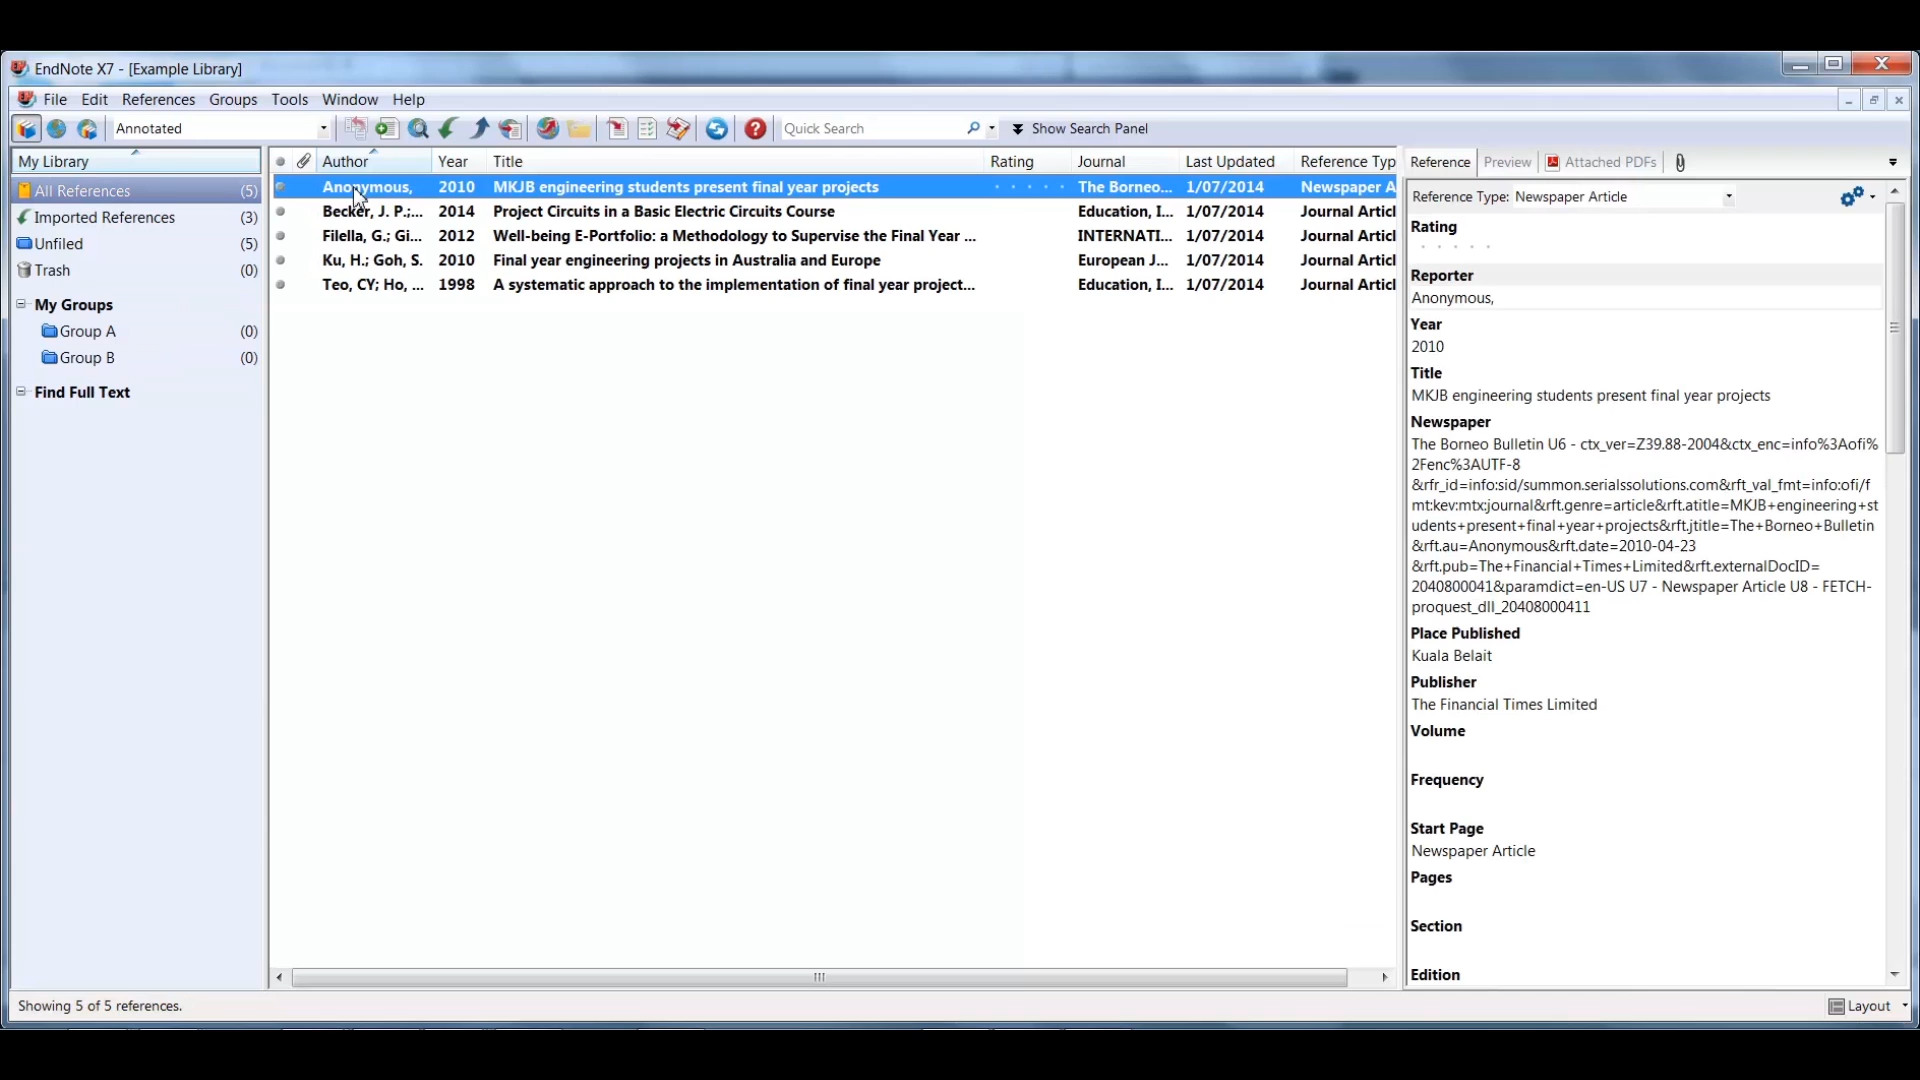 EndNote X7 - [Example Library]
File Edit References Groups Tools Window Help
Annotated Quick Search Show Search Panel
My Library
All References (5)
Imported References (3)
Unfiled (5)
Trash (0)
My Groups
Group A (0)
Group B (0)
Find Full Text
Author Year Title Rating Journal Last Updated Reference Typ
Anonymous, 2010 MKJB engineering students present final year projects The Borneo... 1/07/2014 Newspaper A
Becker, J. P.;... 2014 Project Circuits in a Basic Electric Circuits Course Education, I... 1/07/2014 Journal Articl
Filella, G.; Gi... 2012 Well-being E-Portfolio: a Methodology to Supervise the Final Year ... INTERNATI... 1/07/2014 Journal Articl
Ku, H.; Goh, S. 2010 Final year engineering projects in Australia and Europe European J... 1/07/2014 Journal Articl
Teo, CY; Ho, ... 1998 A systematic approach to the implementation of final year project... Education, I... 1/07/2014 Journal Articl
Reference Preview Attached PDFs
Reference Type: Newspaper Article
Rating
Reporter
Anonymous,
Year
2010
Title
MKJB engineering students present final year projects
Newspaper
The Borneo Bulletin U6 - ctx_ver=Z39.88-2004&ctx_enc=info%3Aofi%
2Fenc%3AUTF-8
&rfr_id=info:sid/summon.serialssolutions.com&rft_val_fmt=info:ofi/f
mt:kev:mtx:journal&rft.genre=article&rft.atitle=MKJB+engineering+st
udents+present+final+year+projects&rft.jtitle=The+Borneo+Bulletin
&rft.au=Anonymous&rft.date=2010-04-23
&rft.pub=The+Financial+Times+Limited&rft.externalDocID=
2040800041&paramdict=en-US U7 - Newspaper Article U8 - FETCH-
proquest_dll_20408000411
Place Published
Kuala Belait
Publisher
The Financial Times Limited
Volume
Frequency
Start Page
Newspaper Article
Pages
Section
Edition
Showing 5 of 5 references.
Layout